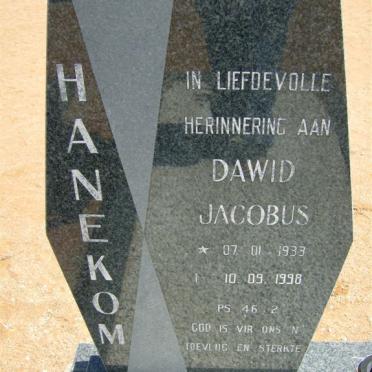 HANEKOM
IN LIEFDEVOLLE
HERINNERING AAN
DAWID
JACOBUS
* 07 01 1933
† 10 09 1998
PS 46 2
GOD IS VIR ONS 'N
TOEVLUG EN STERKTE